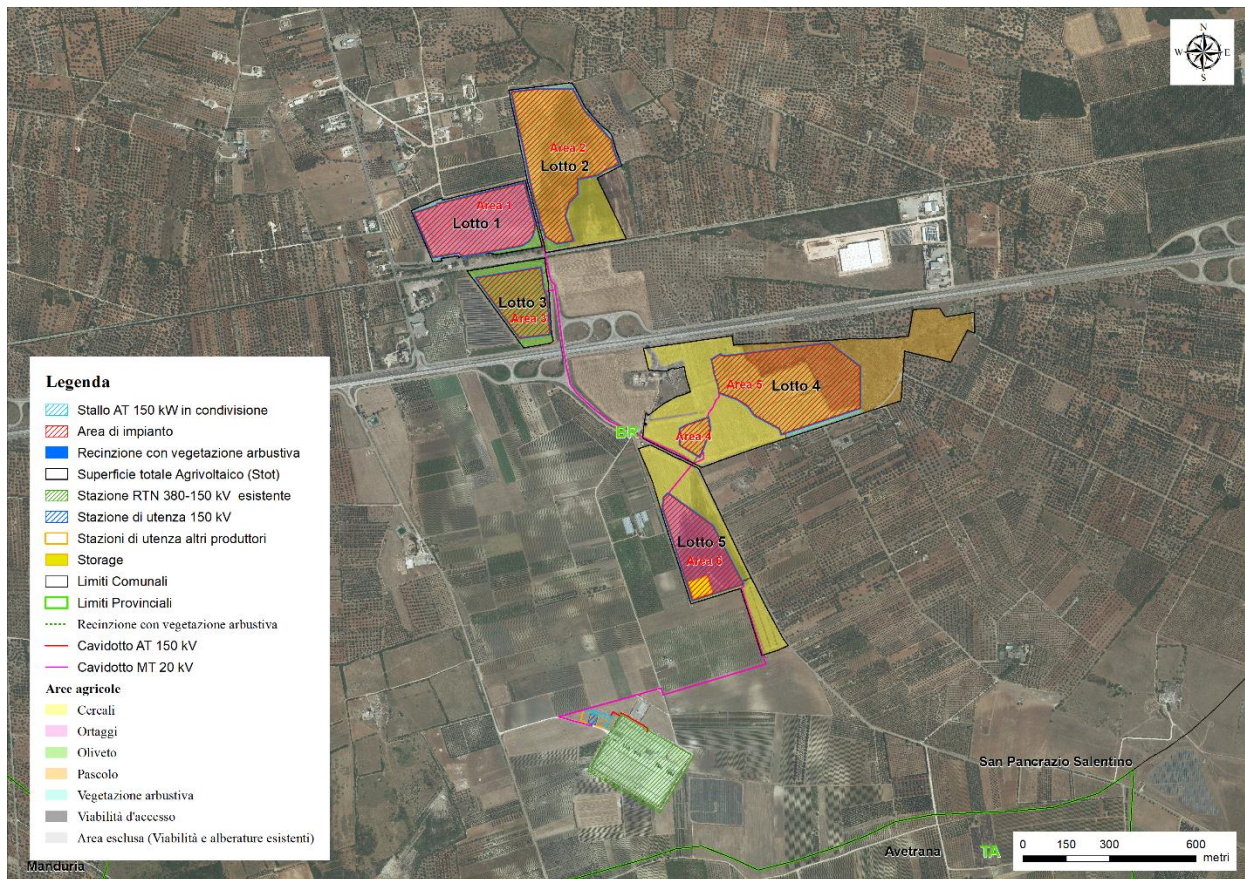 N
W E
S
Area 2
Lotto 2
Area 1
Lotto 1
Lotto 3
Area 3
Area 5
Lotto 4
BR
Area 4
Lotto 5
Area 6
Legenda
Stallo AT 150 kW in condivisione
Area di impianto
Recinzione con vegetazione arbustiva
Superficie totale Agrivoltaico (Stot)
Stazione RTN 380-150 kV esistente
Stazione di utenza 150 kV
Stazioni di utenza altri produttori
Storage
Limiti Comunali
Limiti Provinciali
Recinzione con vegetazione arbustiva
Cavidotto AT 150 kV
Cavidotto MT 20 kV
Aree agricole
Cereali
Ortaggi
Oliveto
Pascolo
Vegetazione arbustiva
Viabilità d'accesso
Area esclusa (Viabilità e alberature esistenti)
San Pancrazio Salentino
Manduria
Avetrana
TA
0 150 300 600
metri